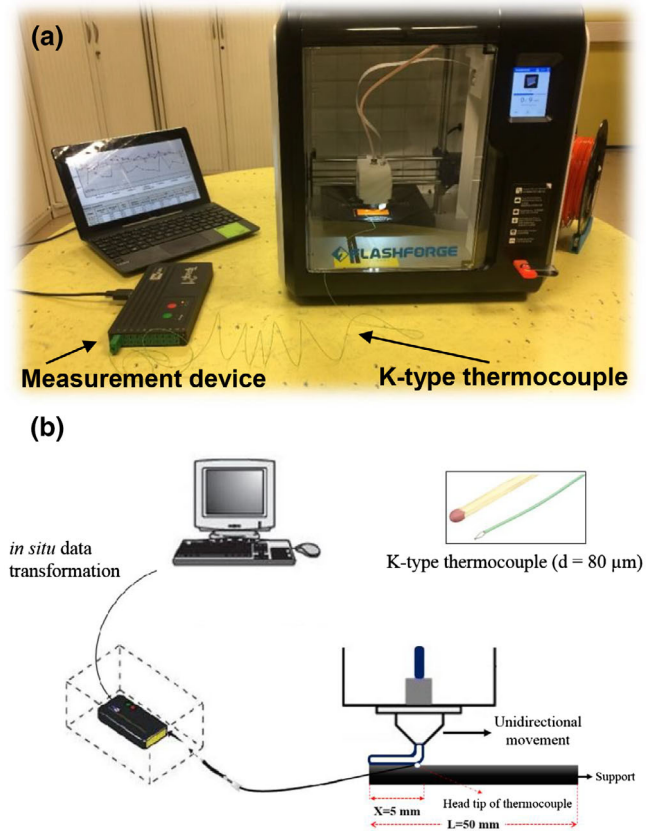 (a)
FLASHFORGE
Measurement device
K-type thermocouple
(b)
in situ data
transformation
K-type thermocouple (d = 80 µm)
Unidirectional
movement
Support
Head tip of thermocouple
X=5 mm
L=50 mm